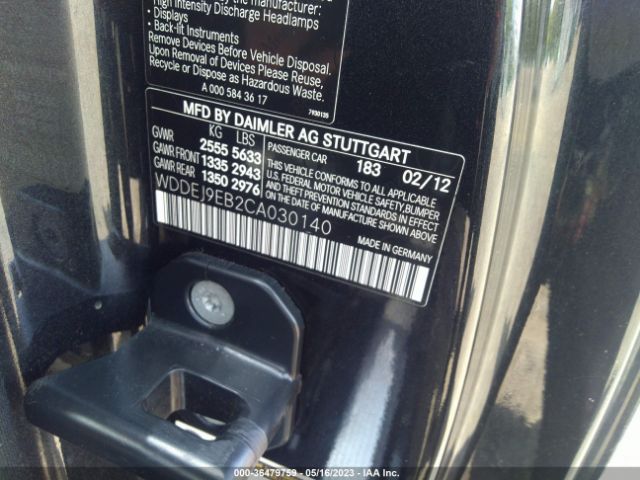 by the manufacturer:
• High Intensity Discharge Headlamps
• Displays
• Back-lit Instruments
Remove Devices Before Vehicle Disposal.
Upon Removal of Devices Please Reuse,
Recycle or Dispose as Hazardous Waste.
A 000 584 36 17
MFD BY DAIMLER AG STUTTGART
KG LBS
GVWR 2555 5633
GAWR FRONT 1335 2943
GAWR REAR 1350 2976
PASSENGER CAR 183 02/12
THIS VEHICLE CONFORMS TO ALL APPLICABLE
U.S. FEDERAL MOTOR VEHICLE SAFETY, BUMPER
AND THEFT PREVENTION STANDARDS IN EFFECT
ON THE DATE OF MANUFACTURE SHOWN ABOVE
WDDEJ9EB2CA030140
MADE IN GERMANY
000-36479759 - 05/16/2023 - IAA Inc.